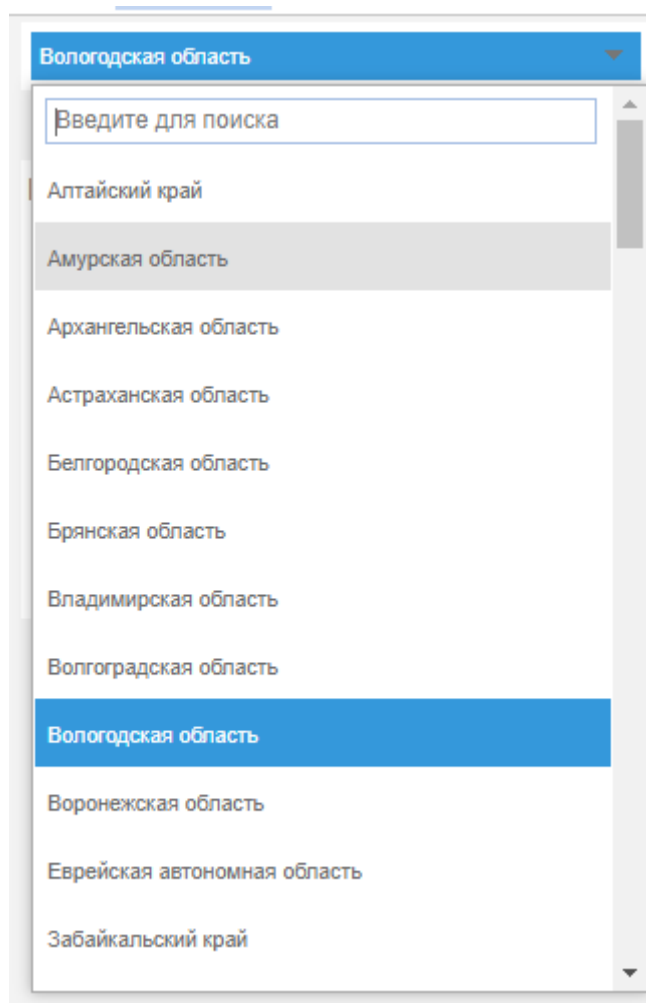 Вологодская область
Введите для поиска
Алтайский край
Амурская область
Архангельская область
Астраханская область
Белгородская область
Брянская область
Владимирская область
Волгоградская область
Вологодская область
Воронежская область
Еврейская автономная область
Забайкальский край